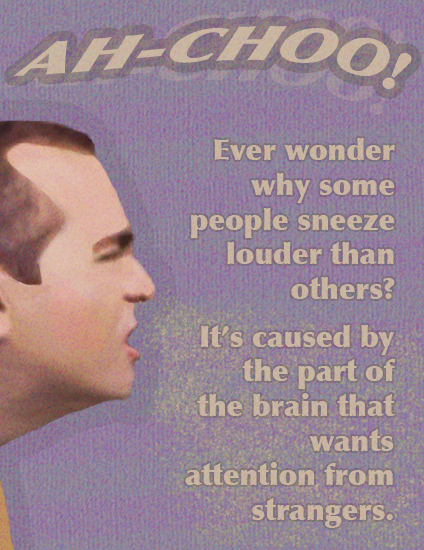 AH-CHOO!
Ever wonder
why some
people sneeze
louder than
others?
It's caused by
the part of
the brain that
wants
attention from
strangers.